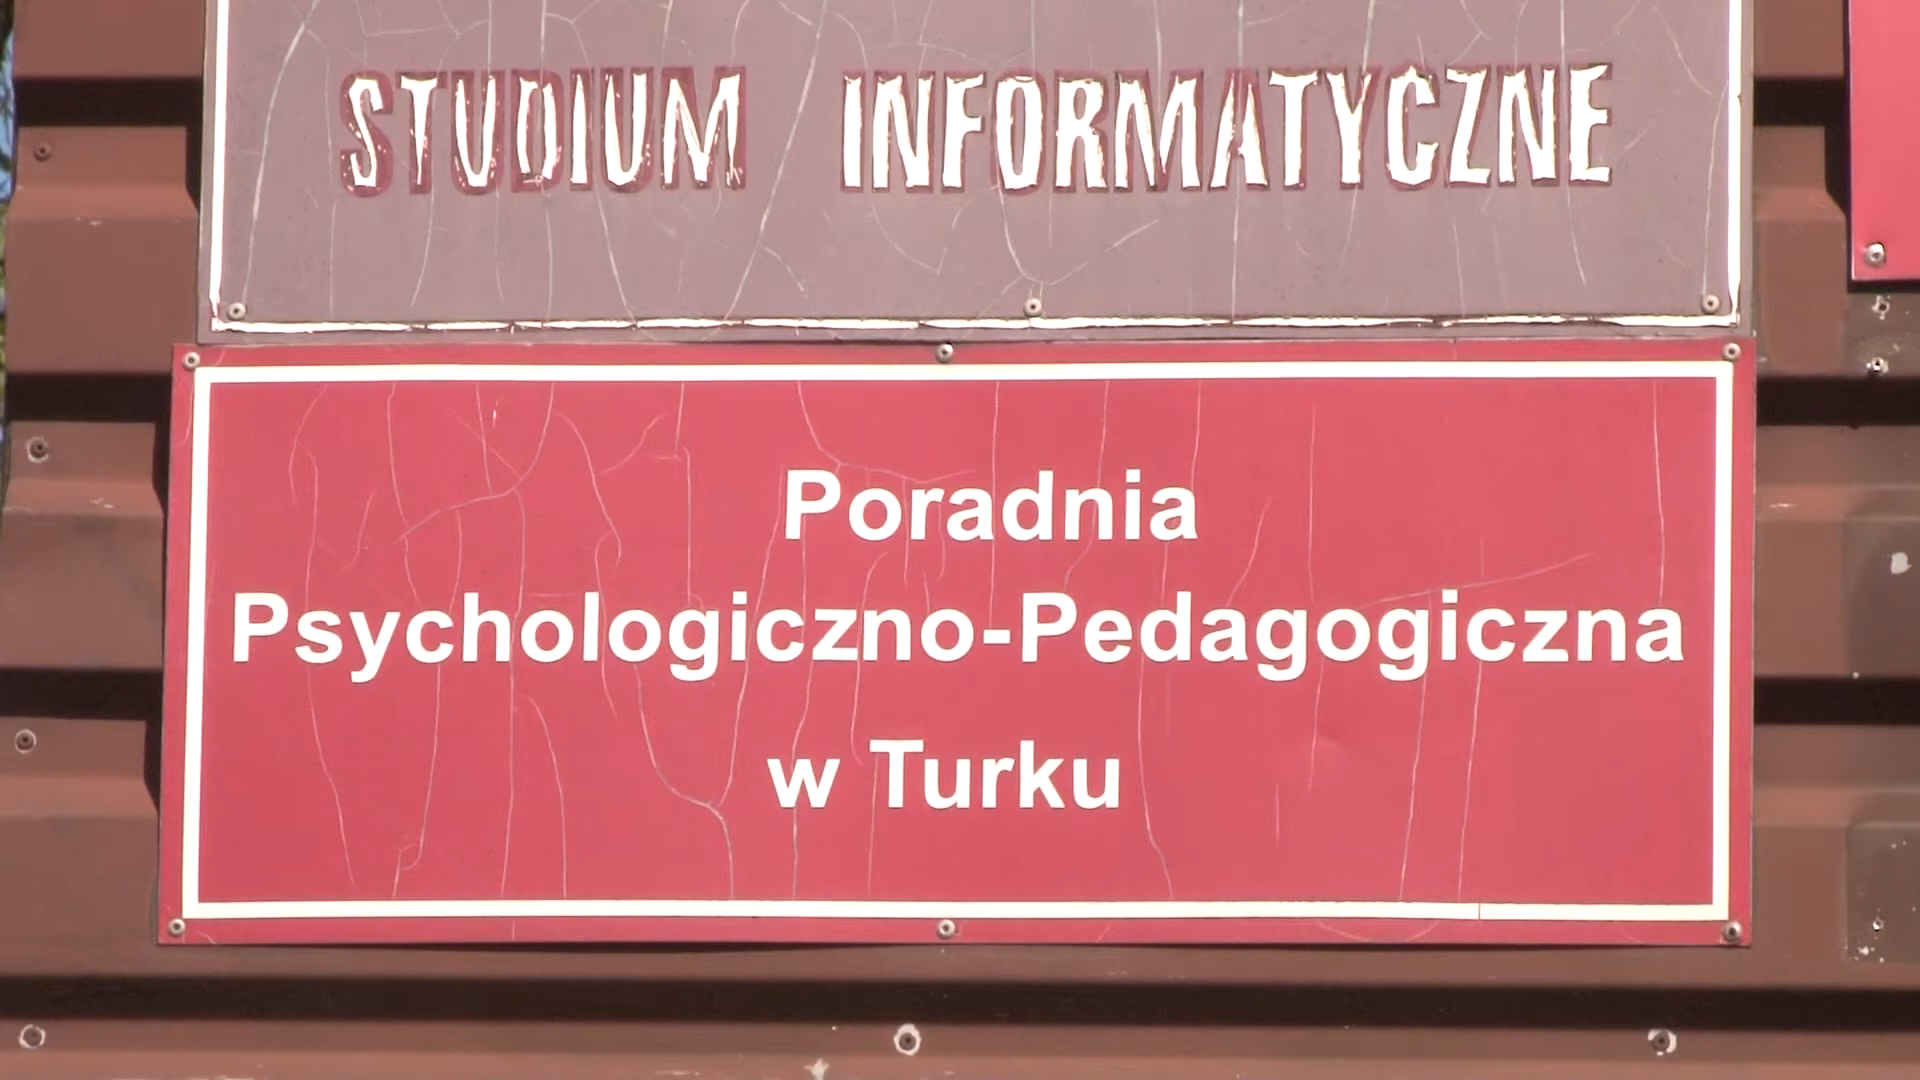 STUDIUM INFORMATYCZNE
Poradnia
Psychologiczno-Pedagogiczna
w Turku